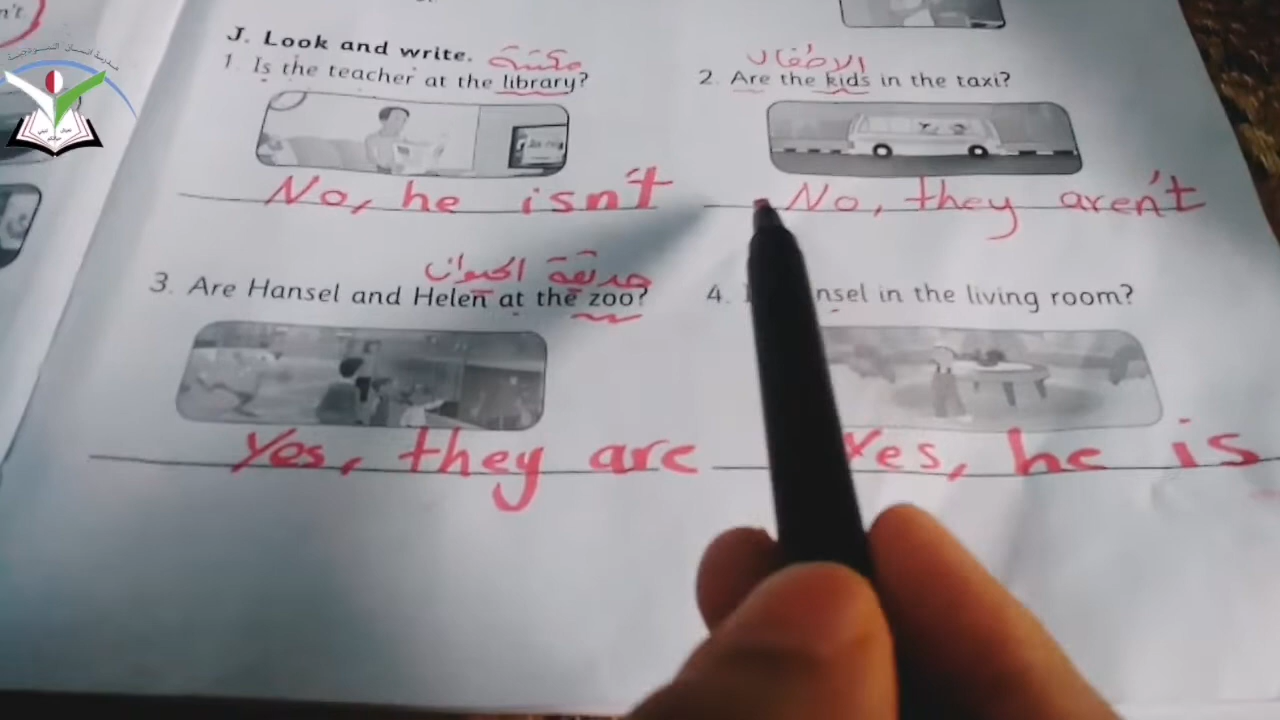 n't
J. Look and write.
مكتبة
1. Is the teacher at the library?
No, he isn't
الاطفال
2. Are the kids in the taxi?
No, they aren't
حديقة الحيوان
3. Are Hansel and Helen at the zoo?
Yes, they are
4. nsel in the living room?
Yes, he is